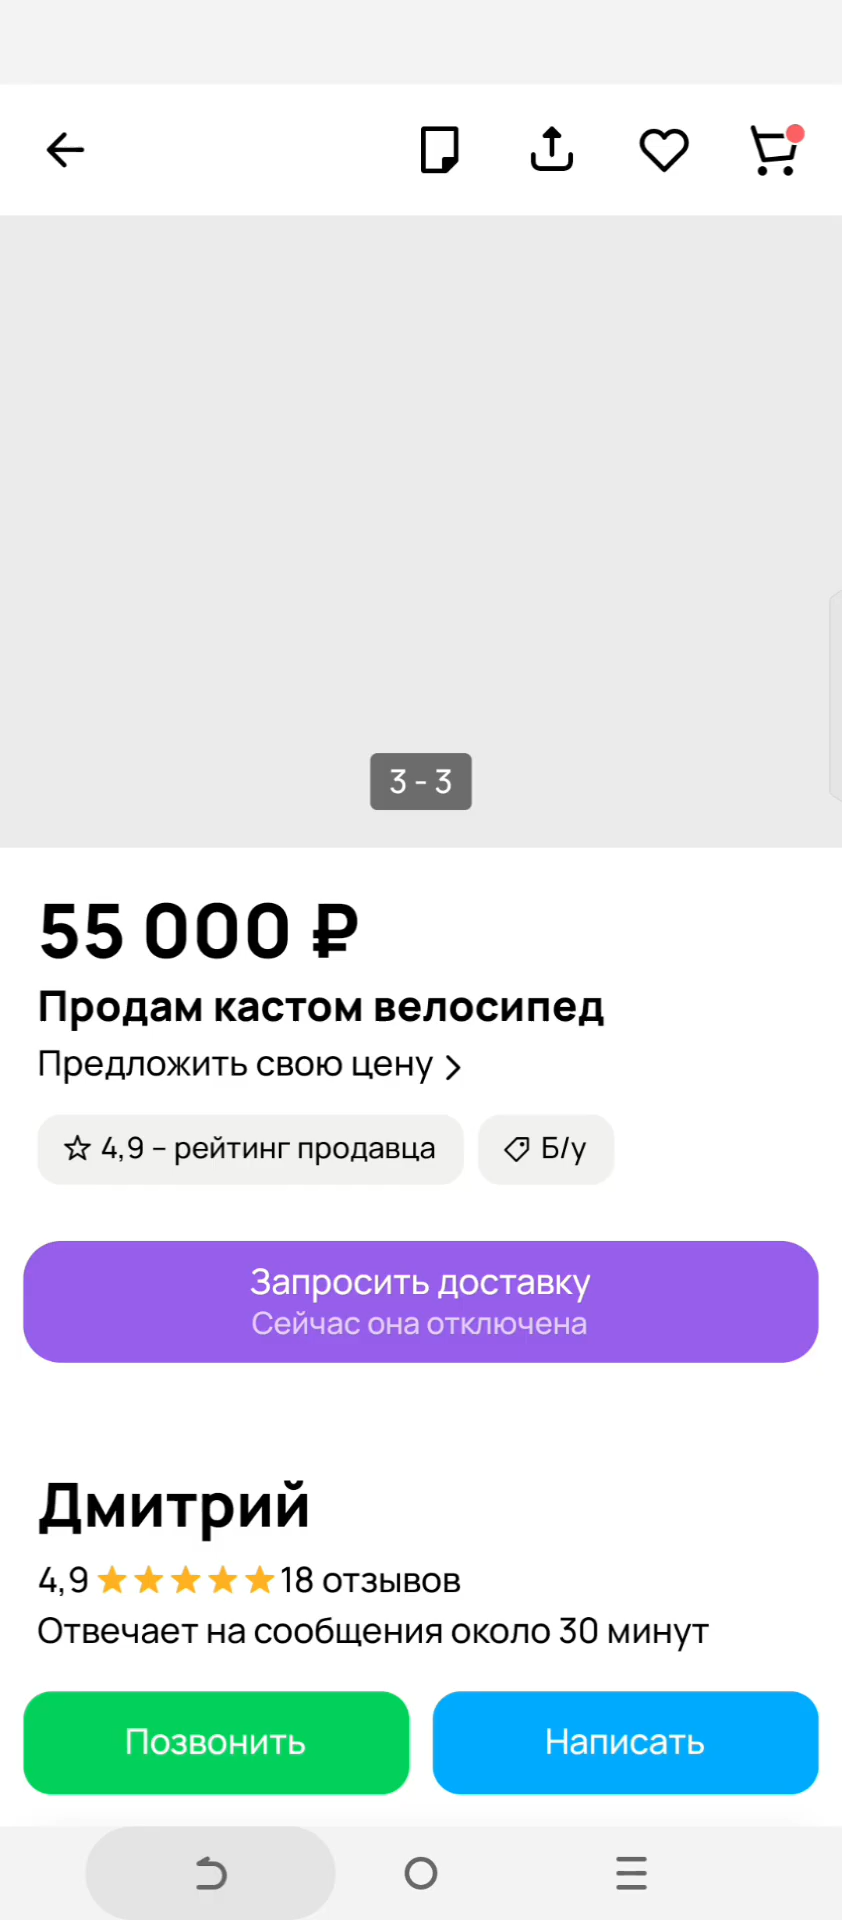 3 - 3
55 000 ₽
Продам кастом велосипед
Предложить свою цену
4,9 – рейтинг продавца
Б/у
Запросить доставку
Сейчас она отключена
Дмитрий
4,9 18 отзывов
Отвечает на сообщения около 30 минут
Позвонить
Написать